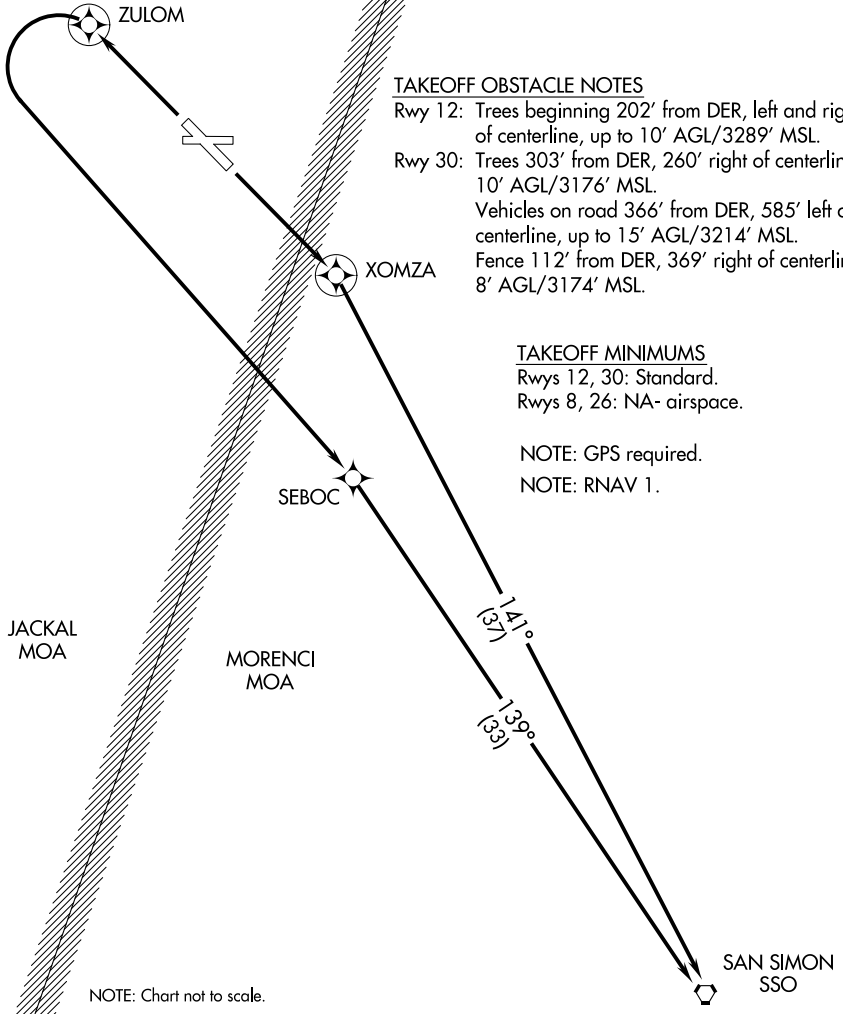 ZULOM
TAKEOFF OBSTACLE NOTES
Rwy 12: Trees beginning 202' from DER, left and rig
of centerline, up to 10' AGL/3289' MSL.
Rwy 30: Trees 303' from DER, 260' right of centerlin
10' AGL/3176' MSL.
Vehicles on road 366' from DER, 585' left
centerline, up to 15' AGL/3214' MSL.
Fence 112' from DER, 369' right of centerlin
8' AGL/3174' MSL.
XOMZA
TAKEOFF MINIMUMS
Rwys 12, 30: Standard.
Rwys 8, 26: NA- airspace.
NOTE: GPS required.
NOTE: RNAV 1.
SEBOC
141°
(37)
JACKAL
MOA
MORENCI
MOA
139°
(33)
SAN SIMON
SSO
NOTE: Chart not to scale.